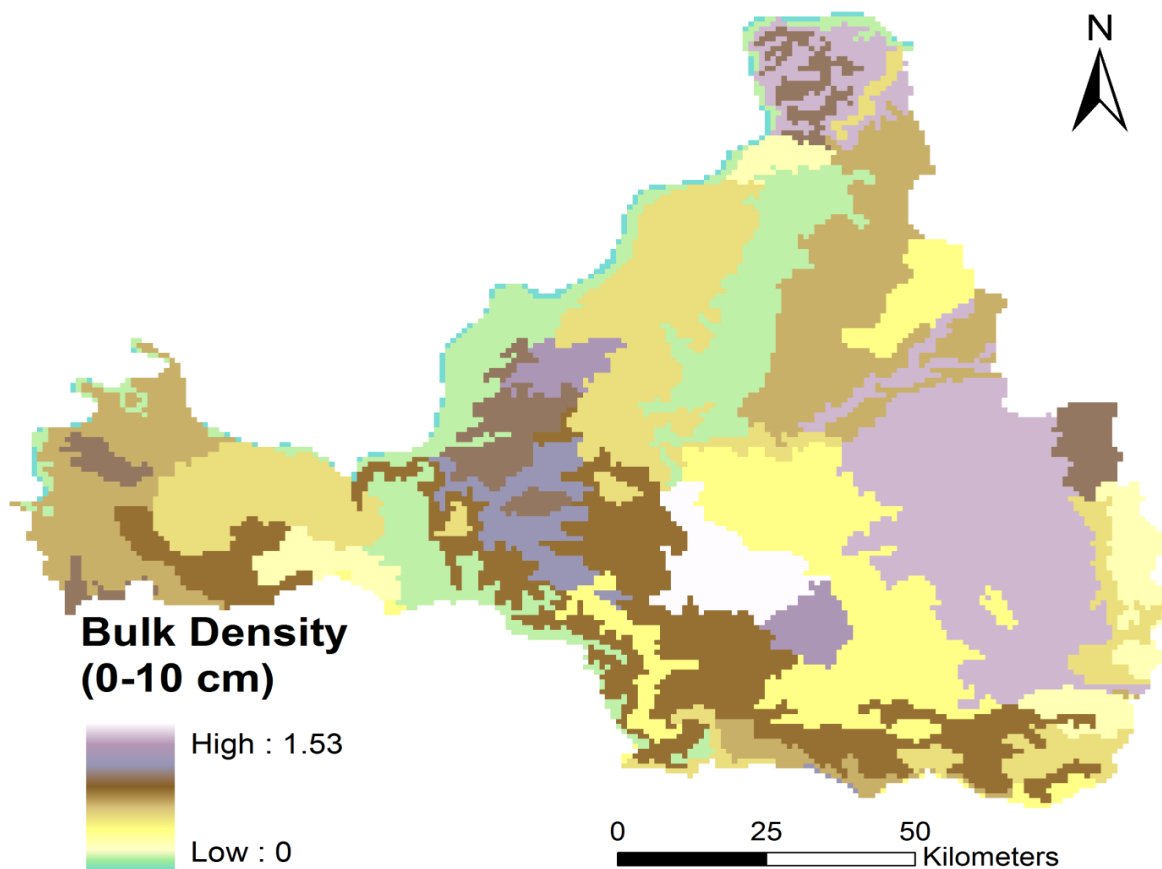 N
Bulk Density
(0-10 cm)
High : 1.53
Low : 0
0 25 50
Kilometers